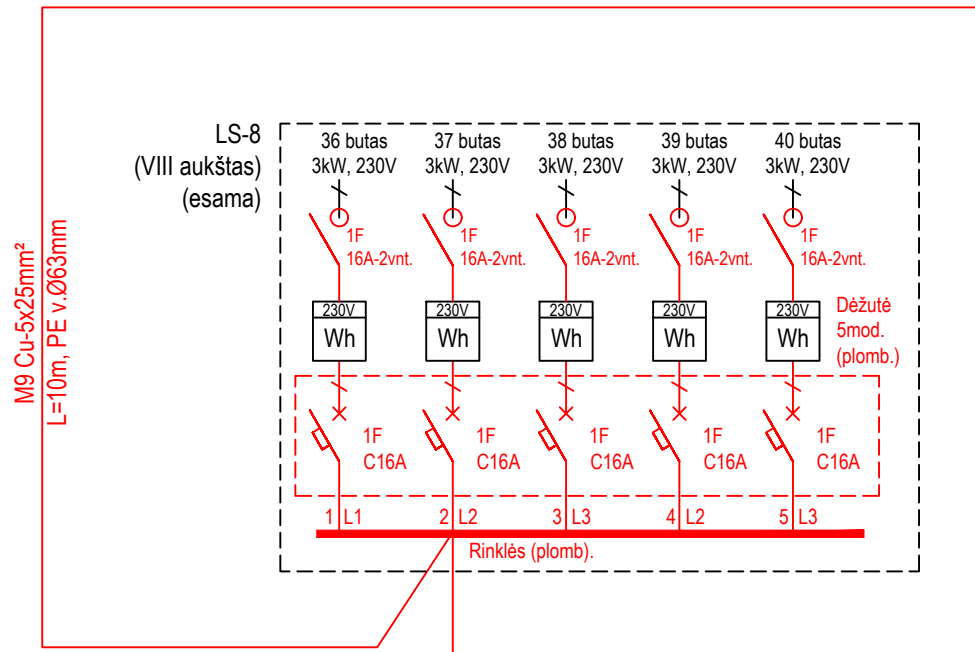 LS-8
(VIII aukštas)
(esama)
36 butas
3kW, 230V
37 butas
3kW, 230V
38 butas
3kW, 230V
39 butas
3kW, 230V
40 butas
3kW, 230V
1F
16A-2vnt.
1F
16A-2vnt.
1F
16A-2vnt.
1F
16A-2vnt.
1F
16A-2vnt.
230V
Wh
230V
Wh
230V
Wh
230V
Wh
230V
Wh
Dėžutė
5mod.
(plomb.)
1F
C16A
1F
C16A
1F
C16A
1F
C16A
1F
C16A
1 L1
2 L2
3 L3
4 L2
5 L3
Rinklės (plomb).
M9 Cu-5x25mm²
L=10m, PE v.Ø63mm